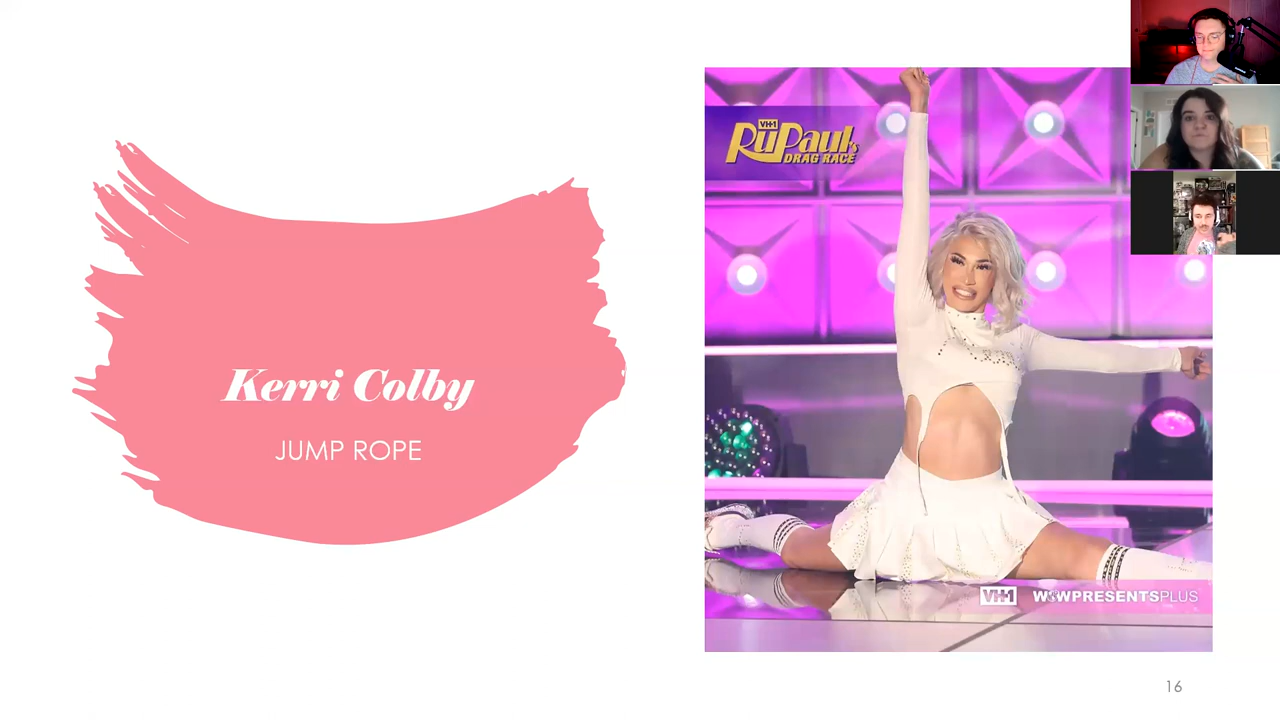 Kerri Colby
JUMP ROPE
VH1
RuPaul's
DRAG RACE
VH1 WOWPRESENTSPLUS
16